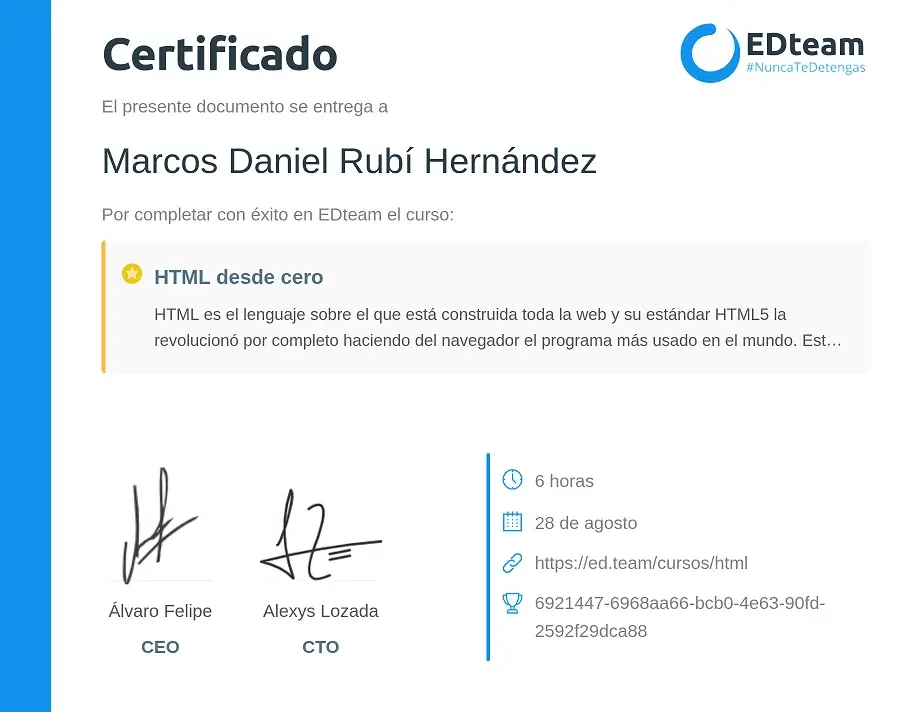 Certificado
EDteam
#NuncaTeDetengas
El presente documento se entrega a
Marcos Daniel Rubí Hernández
Por completar con éxito en EDteam el curso:
HTML desde cero
HTML es el lenguaje sobre el que está construida toda la web y su estándar HTML5 la
revolucionó por completo haciendo del navegador el programa más usado en el mundo. Est…
Álvaro Felipe
CEO
Alexys Lozada
CTO
6 horas
28 de agosto
https://ed.team/cursos/html
6921447-6968aa66-bcb0-4e63-90fd-
2592f29dca88